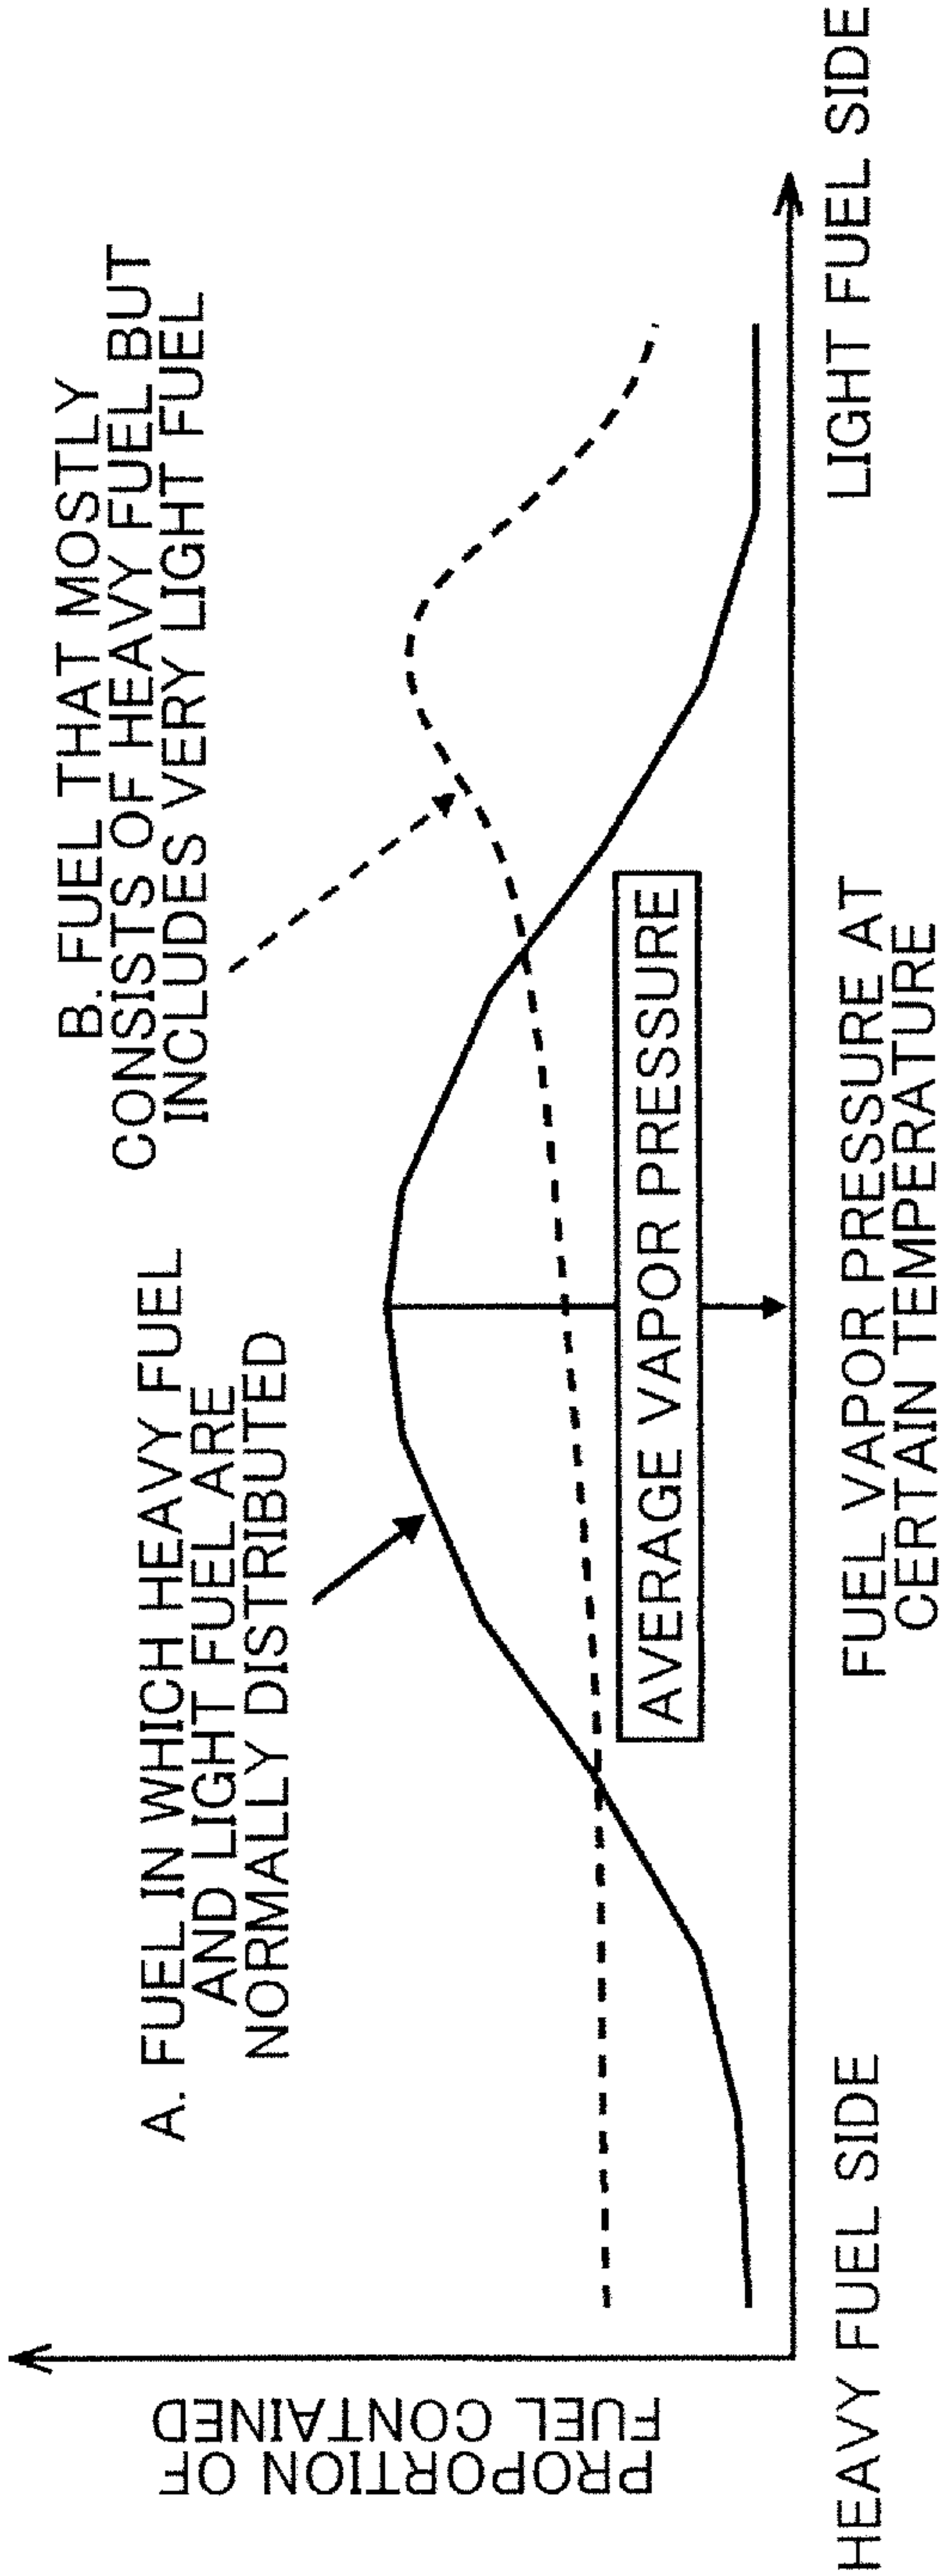 B. FUEL THAT MOSTLY
CONSISTS OF HEAVY FUEL BUT
INCLUDES VERY LIGHT FUEL
A. FUEL IN WHICH HEAVY FUEL
AND LIGHT FUEL ARE
NORMALLY DISTRIBUTED
PROPORTION OF
FUEL CONTAINED
AVERAGE VAPOR PRESSURE
HEAVY FUEL SIDE
FUEL VAPOR PRESSURE AT
CERTAIN TEMPERATURE
LIGHT FUEL SIDE